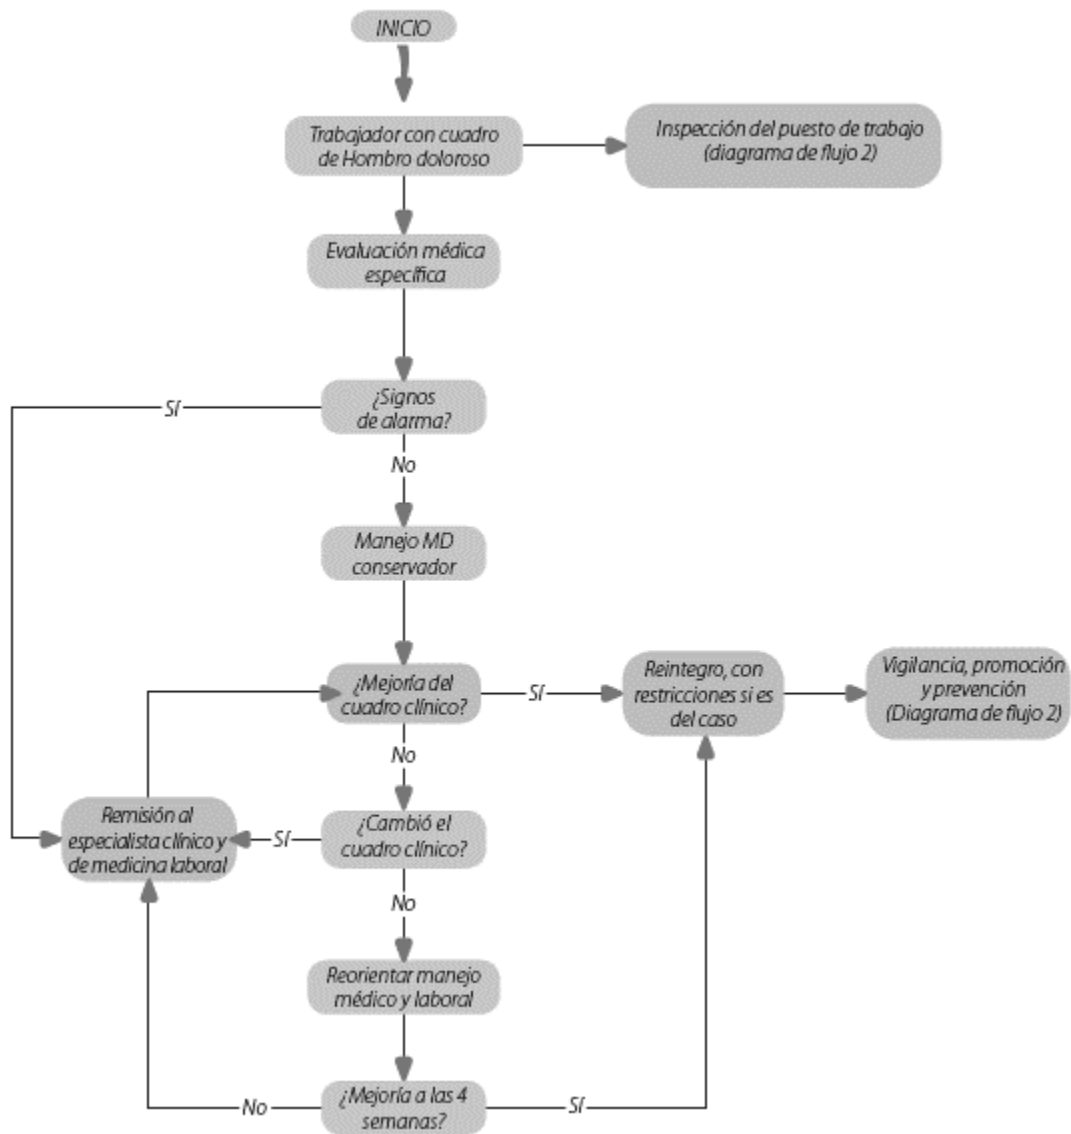 INICIO
Trabajador con cuadro
de Hombro doloroso
Inspección del puesto de trabajo
(diagrama de flujo 2)
Evaluación médica
específica
¿Signos
de alarma?
Sí
No
Manejo MD
conservador
¿Mejoría del
cuadro clínico?
Sí
Reintegro, con
restricciones si es
del caso
Vigilancia, promoción
y prevención
(Diagrama de flujo 2)
No
¿Cambió el
cuadro clínico?
Sí
Remisión al
especialista clínico y
de medicina laboral
No
Reorientar manejo
médico y laboral
¿Mejoría a las 4
semanas?
No
Sí